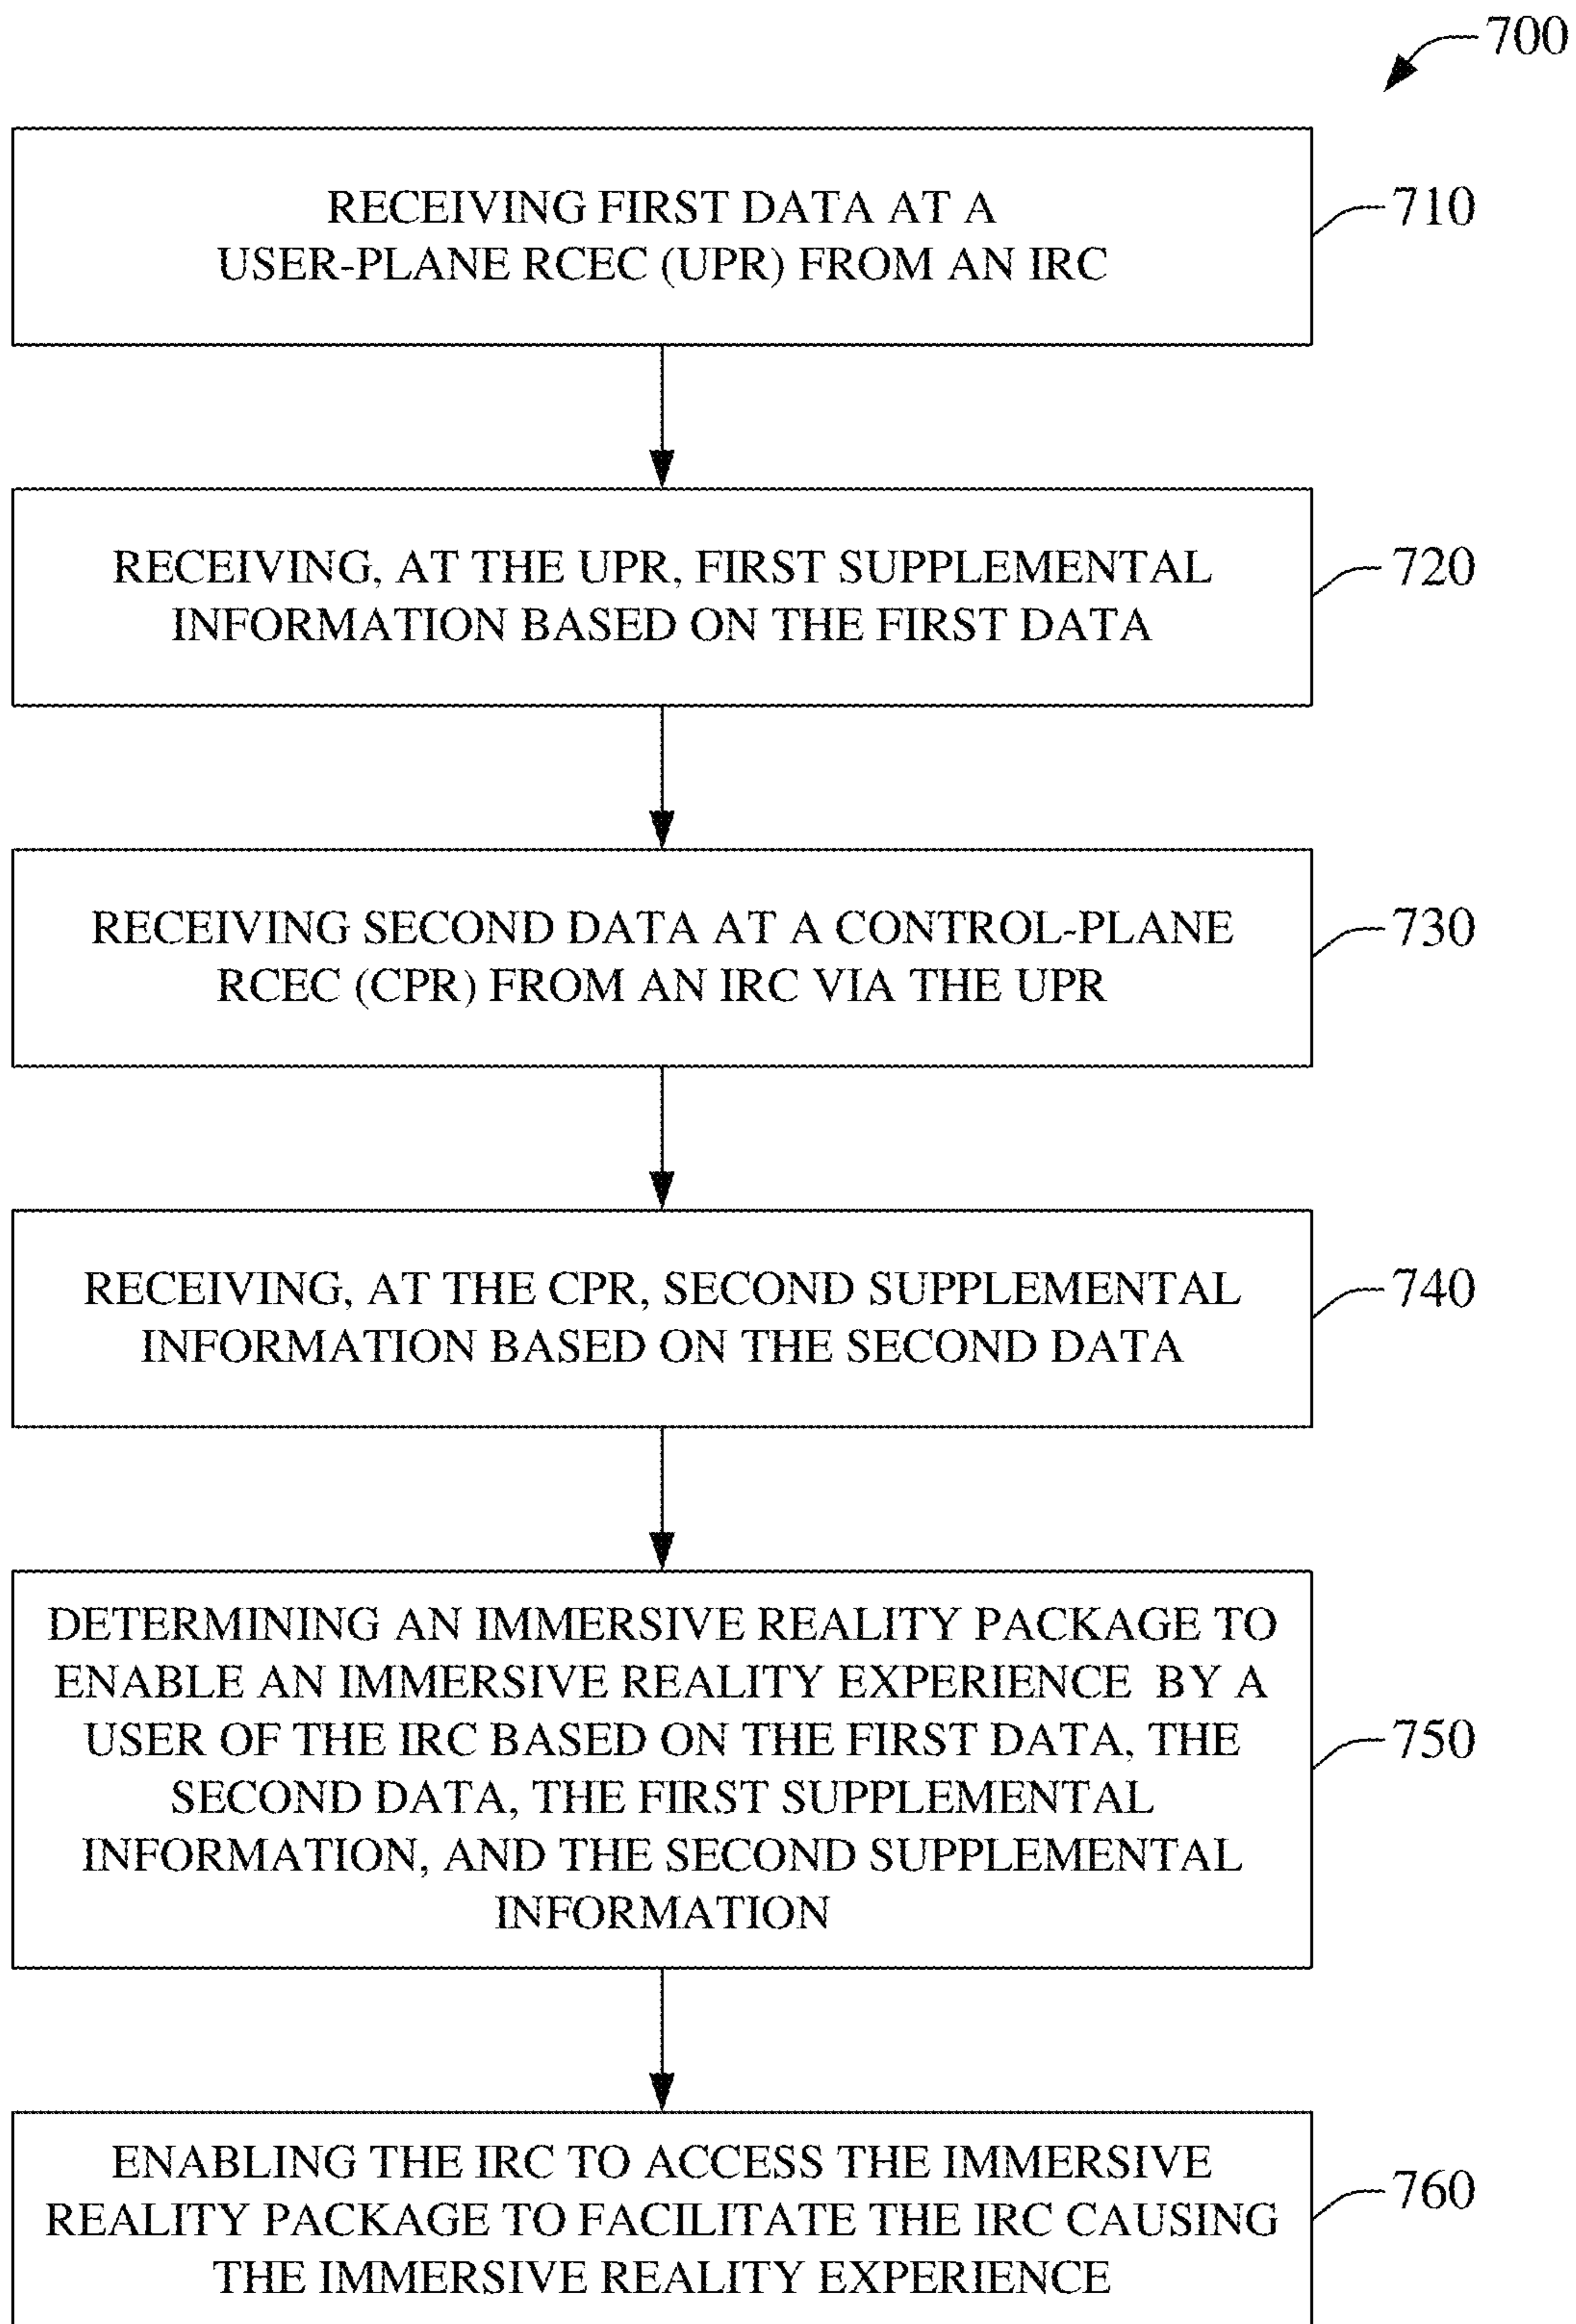 700
RECEIVING FIRST DATA AT A
USER-PLANE RCEC (UPR) FROM AN IRC
710
RECEIVING, AT THE UPR, FIRST SUPPLEMENTAL
INFORMATION BASED ON THE FIRST DATA
720
RECEIVING SECOND DATA AT A CONTROL-PLANE
RCEC (CPR) FROM AN IRC VIA THE UPR
730
RECEIVING, AT THE CPR, SECOND SUPPLEMENTAL
INFORMATION BASED ON THE SECOND DATA
740
DETERMINING AN IMMERSIVE REALITY PACKAGE TO
ENABLE AN IMMERSIVE REALITY EXPERIENCE BY A
USER OF THE IRC BASED ON THE FIRST DATA, THE
SECOND DATA, THE FIRST SUPPLEMENTAL
INFORMATION, AND THE SECOND SUPPLEMENTAL
INFORMATION
750
ENABLING THE IRC TO ACCESS THE IMMERSIVE
REALITY PACKAGE TO FACILITATE THE IRC CAUSING
THE IMMERSIVE REALITY EXPERIENCE
760